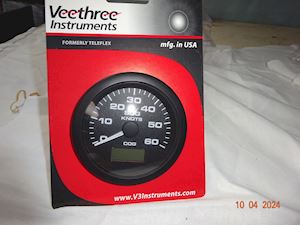 Veethree
Instruments
FORMERLY TELEFLEX
mfg. in USA
30
20 40
10 50
KNOTS
0 60
COG
www.V3Instruments.com
10 04 2024